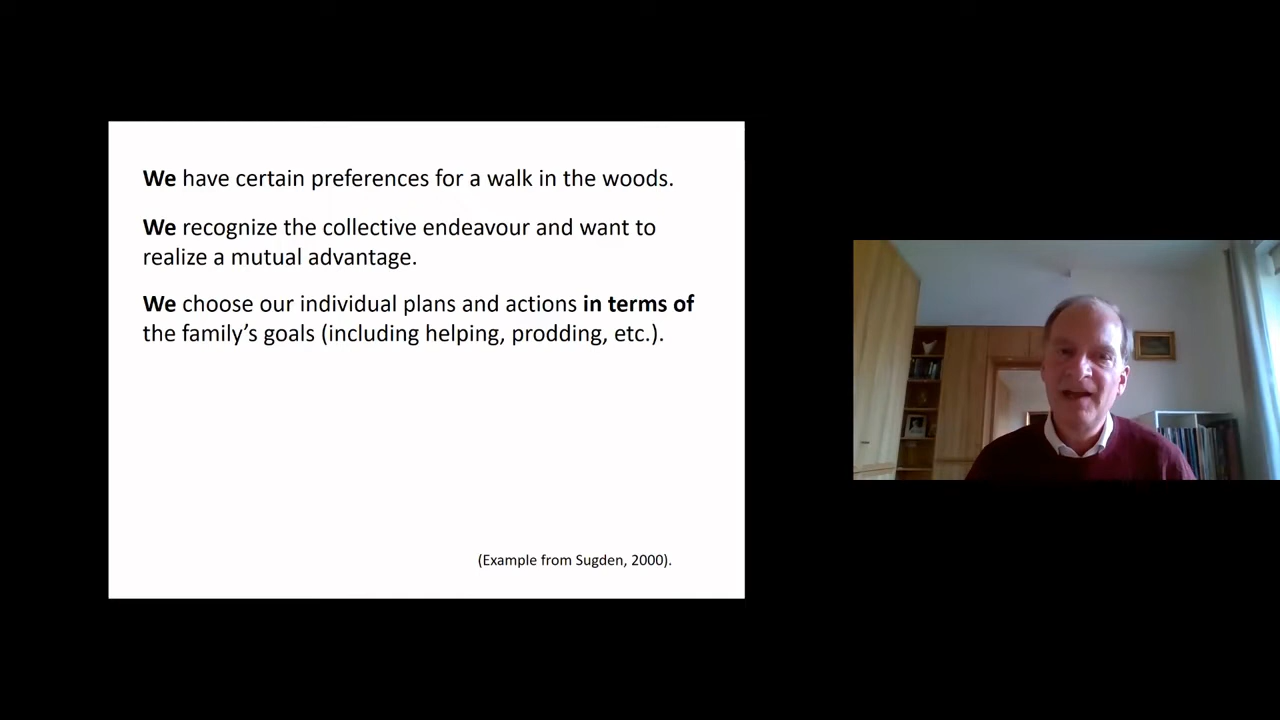 We have certain preferences for a walk in the woods.
We recognize the collective endeavour and want to
realize a mutual advantage.
We choose our individual plans and actions in terms of
the family’s goals (including helping, prodding, etc.).
(Example from Sugden, 2000).